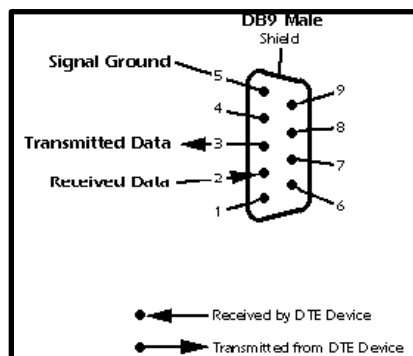 DB9 Male
Shield
Signal Ground
5
9
4
8
Transmitted Data
3
7
Received Data
2
1
6
Received by DTE Device
Transmitted from DTE Device